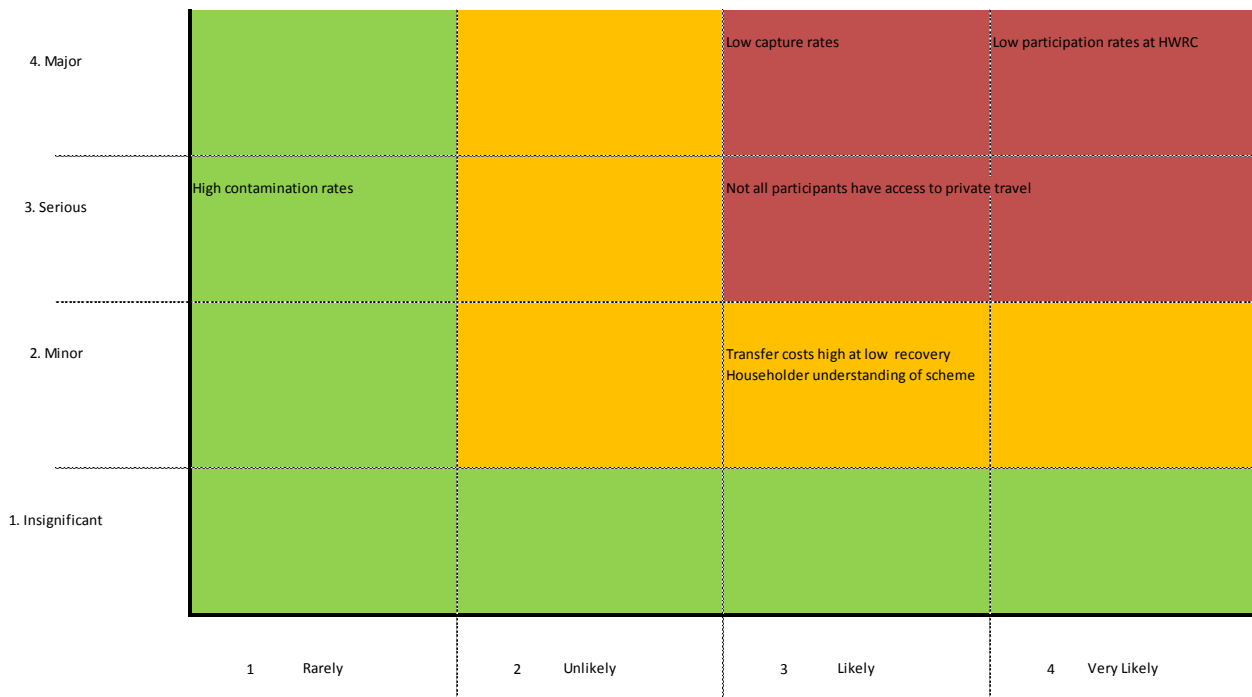 4. Major
Low capture rates
Low participation rates at HWRC
3. Serious
High contamination rates
Not all participants have access to private travel
2. Minor
Transfer costs high at low recovery
Householder understanding of scheme
1. Insignificant
1 Rarely
2 Unlikely
3 Likely
4 Very Likely